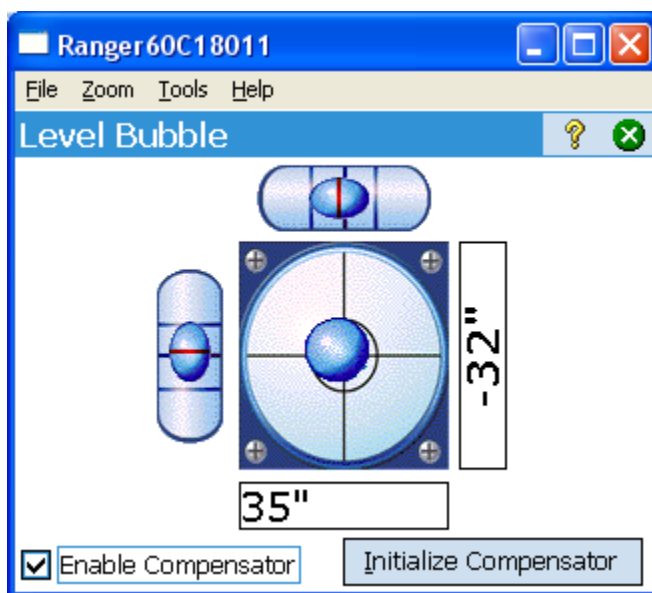 Ranger60C18011
File Zoom Tools Help
Level Bubble
-32"
35"
Enable Compensator
Initialize Compensator